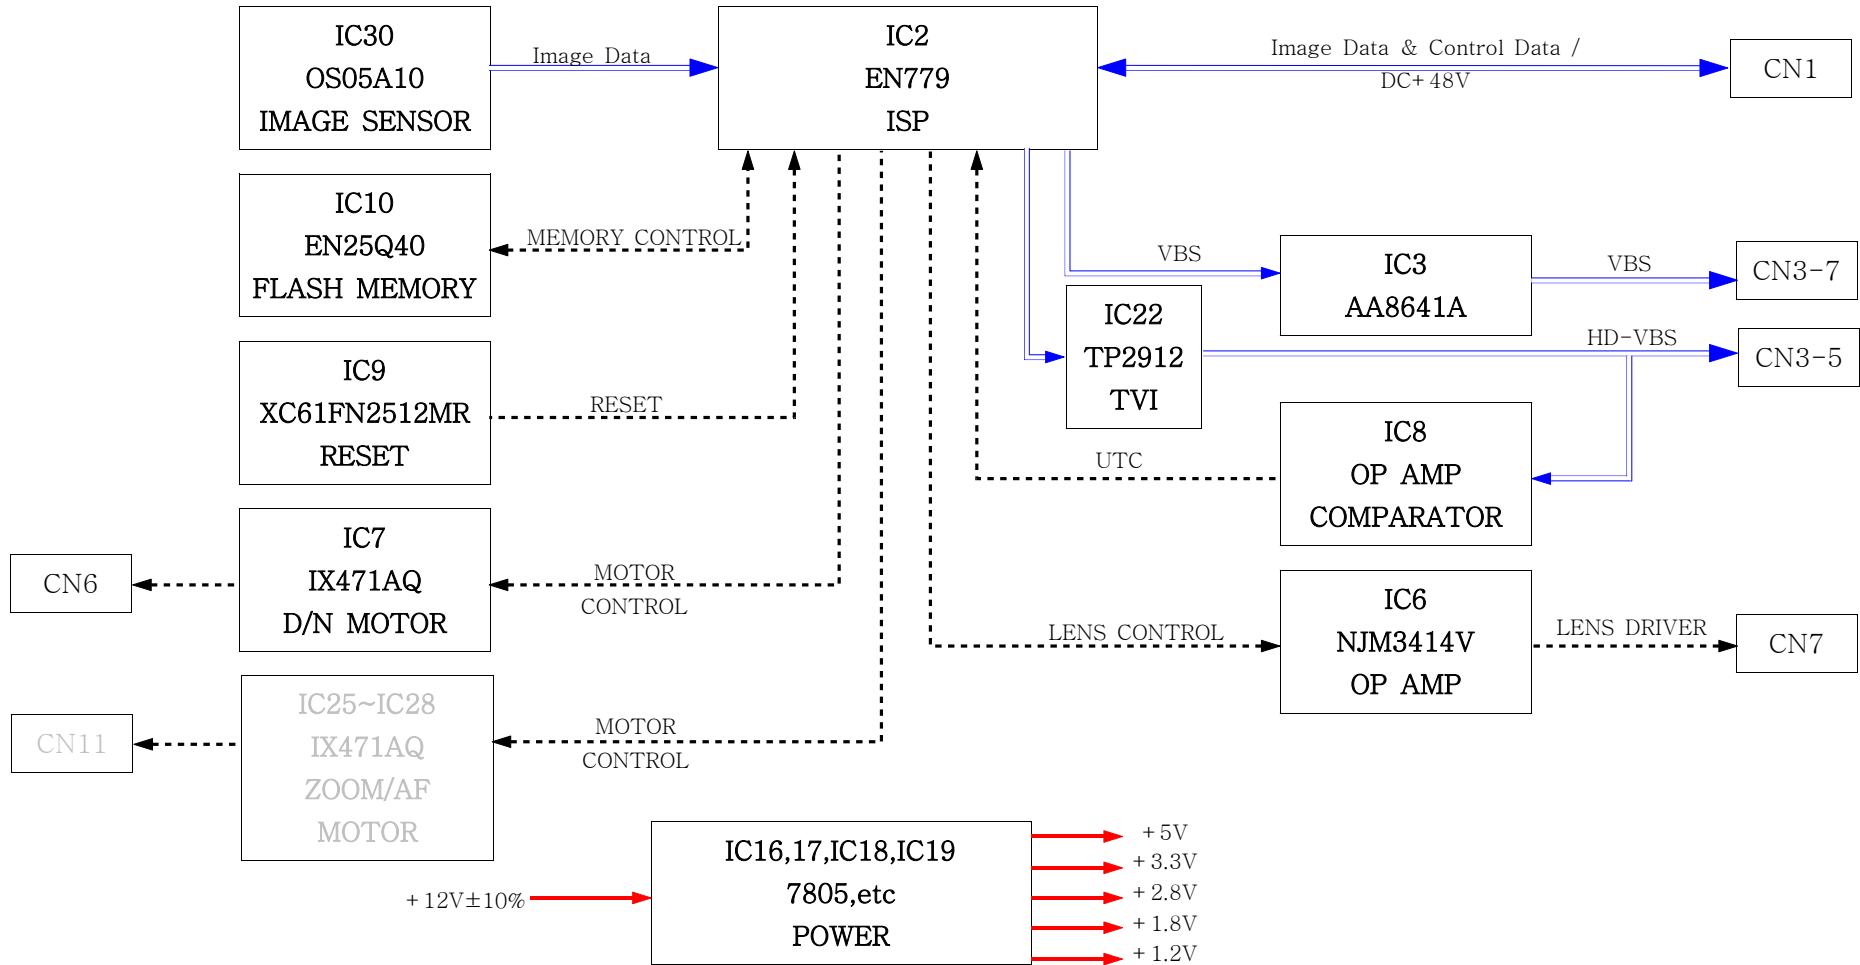 IC30
OS05A10
IMAGE SENSOR
Image Data
IC2
EN779
ISP
Image Data & Control Data /
DC+48V
CN1
IC10
EN25Q40
FLASH MEMORY
MEMORY CONTROL
VBS
IC3
AA8641A
VBS
CN3-7
IC22
TP2912
TVI
HD-VBS
CN3-5
IC9
XC61FN2512MR
RESET
RESET
UTC
IC8
OP AMP
COMPARATOR
CN6
IC7
IX471AQ
D/N MOTOR
MOTOR
CONTROL
LENS CONTROL
IC6
NJM3414V
OP AMP
LENS DRIVER
CN7
CN11
IC25~IC28
IX471AQ
ZOOM/AF
MOTOR
MOTOR
CONTROL
+12V±10%
IC16,17,IC18,IC19
7805,etc
POWER
+5V
+3.3V
+2.8V
+1.8V
+1.2V